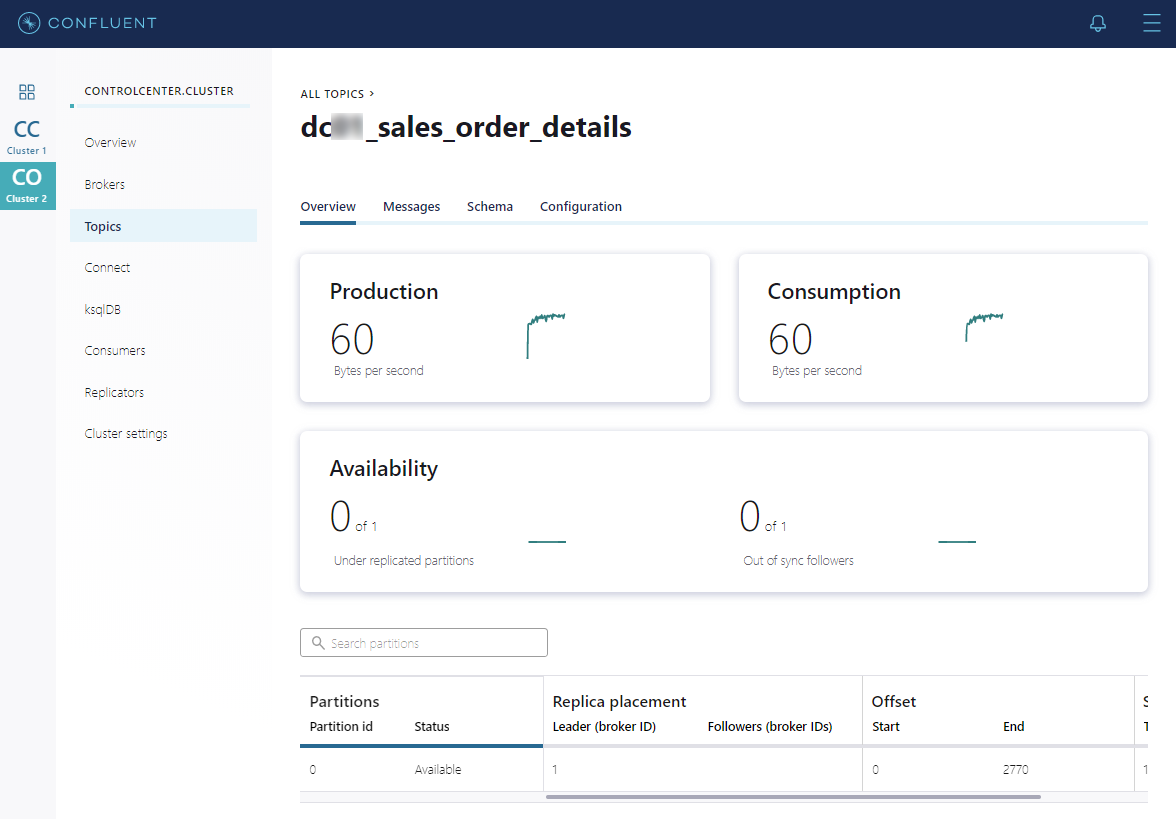 CONFLUENT
CC
Cluster 1
CO
Cluster 2
CONTROLCENTER.CLUSTER
Overview
Brokers
Topics
Connect
ksqlDB
Consumers
Replicators
Cluster settings
ALL TOPICS >
_sales_order_details
Overview Messages Schema Configuration
Production
60
Bytes per second
Consumption
60
Bytes per second
Availability
0 of 1
Under replicated partitions
0 of 1
Out of sync followers
Search partitions
Partitions Replica placement Offset
Partition id Status Leader (broker ID) Followers (broker IDs) Start End
0 Available 1 0 2770